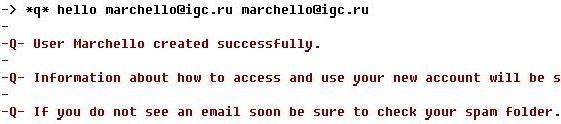 -> *q* hello marchello@igc.ru marchello@igc.ru
-
-Q- User Marchello created successfully.
-
-Q- Information about how to access and use your new account will be s
-
-Q- If you do not see an email soon be sure to check your spam folder.